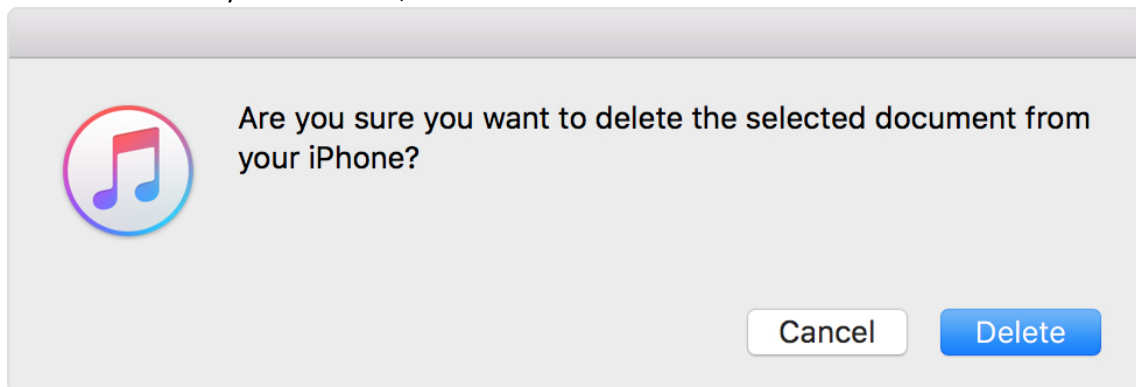 Are you sure you want to delete the selected document from
your iPhone?
Cancel Delete